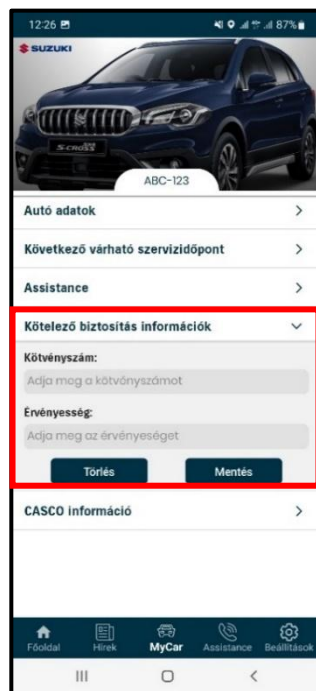 12:26 87%
SUZUKI
S-CROSS
ABC-123
Autó adatok
Következő várható szervizidőpont
Assistance
Kötelező biztosítás információk
Kötvényszám:
Adja meg a kötvényszámot
Érvényesség:
Adja meg az érvényeséget
Törlés Mentés
CASCO információ
Főoldal Hírek MyCar Assistance Beállítások